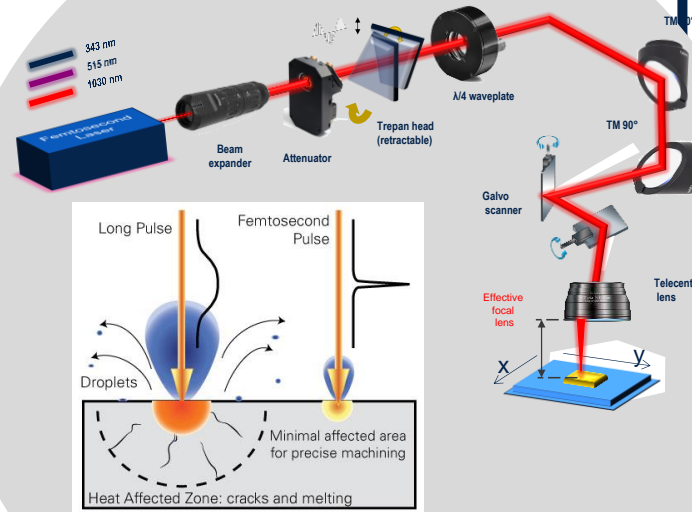 343 nm
515 nm
1030 nm
Femtosecond
Laser
Beam
expander
Attenuator
Trepan head
(retractable)
λ/4 waveplate
TM
TM 90°
Galvo
scanner
Telecent
lens
Effective
focal
lens
x
y
Long Pulse
Femtosecond
Pulse
Droplets
Minimal affected area
for precise machining
Heat Affected Zone: cracks and melting